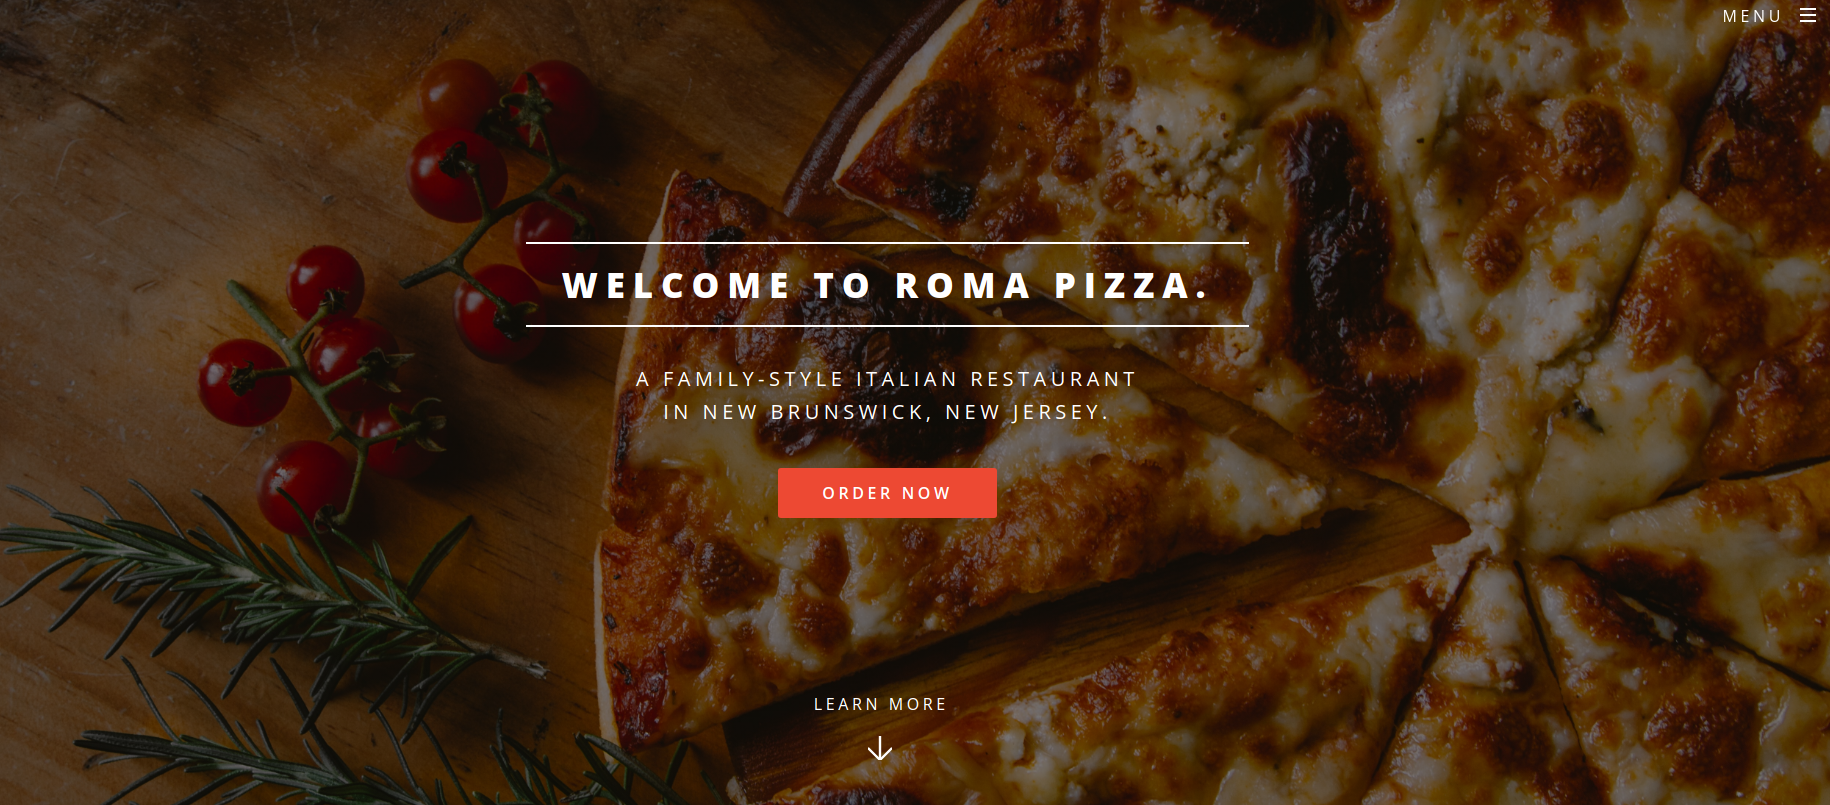 MENU
WELCOME TO ROMA PIZZA.
A FAMILY-STYLE ITALIAN RESTAURANT
IN NEW BRUNSWICK, NEW JERSEY.
ORDER NOW
LEARN MORE